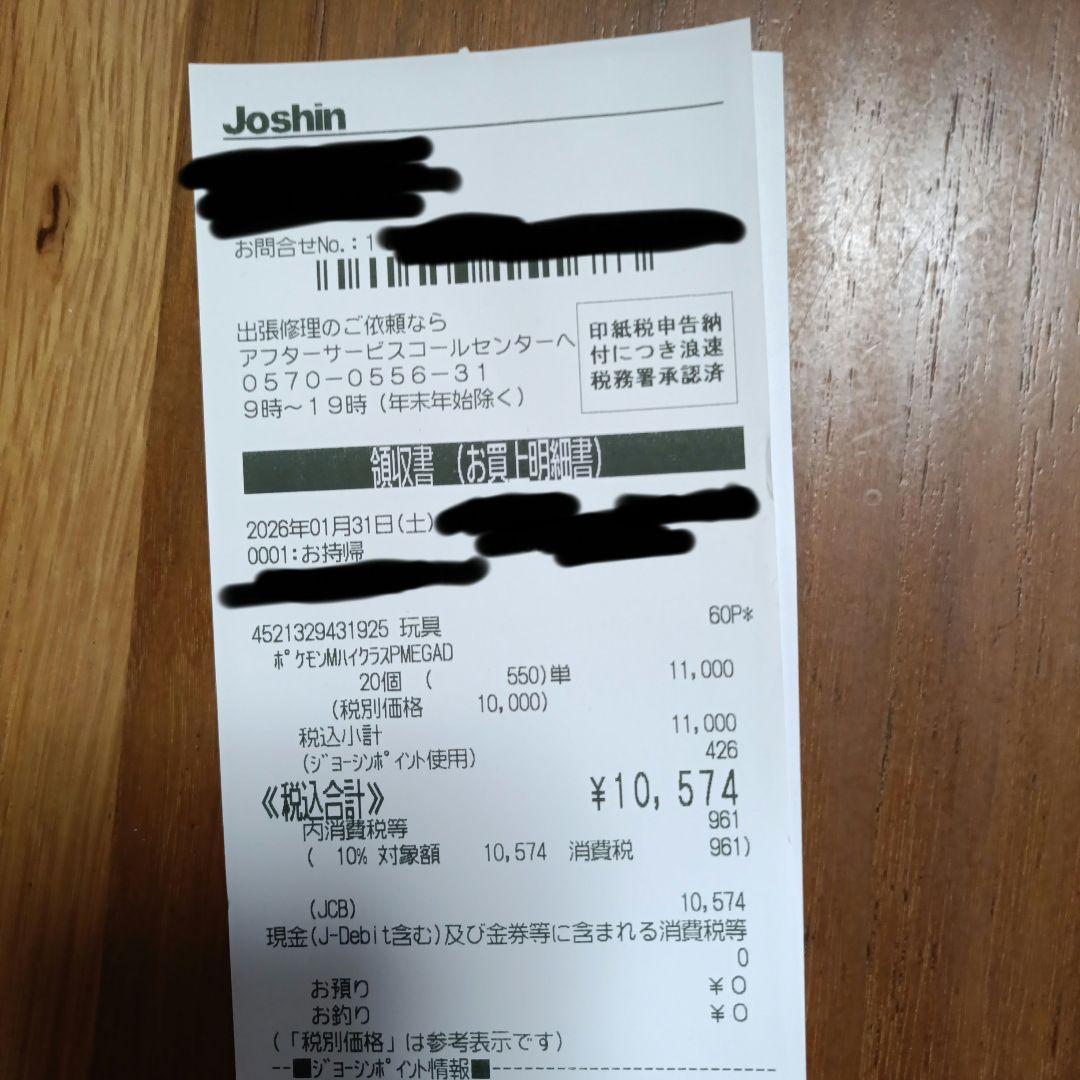 Joshin
お問合せNo.:1
出張修理のご依頼なら
アフターサービスコールセンターへ
0570-0556-31
9時～19時(年末年始除く)
印紙税申告納
付につき浪速
税務署承認済
領収書 (お買上明細書)
2026年01月31日(土)
0001:お持帰
60P*
4521329431925 玩具
ﾎﾟｹモンMハイクラスPMEGAD
20個 ( 550)単 11,000
(税別価格 10,000)
税込小計 11,000
(ｼﾞｮｰｼﾝﾎﾟｲﾝﾄ使用) 426
《税込合計》 ¥10,574
内消費税等 961
( 10% 対象額 10,574 消費税 961)
(JCB) 10,574
現金(J-Debit含む)及び金券等に含まれる消費税等
0
お預り ¥0
お釣り ¥0
(「税別価格」は参考表示です)
--■ｼﾞｮｰｼﾝﾎﾟｲﾝﾄ情報■--------------------